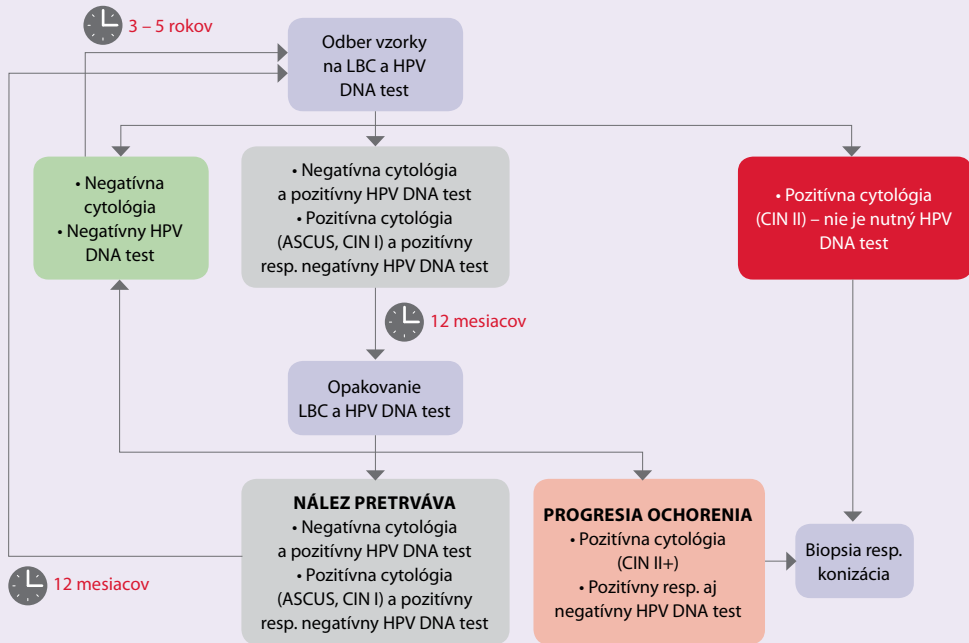 3 – 5 rokov
Odber vzorky
na LBC a HPV
DNA test
• Negatívna
cytológia
• Negatívny HPV
DNA test
• Negatívna cytológia
a pozitívny HPV DNA test
• Pozitívna cytológia
(ASCUS, CIN I) a pozitívny
resp. negatívny HPV DNA test
• Pozitívna cytológia
(CIN II) – nie je nutný HPV
DNA test
12 mesiacov
Opakovanie
LBC a HPV DNA test
NÁLEZ PRETRVÁVA
• Negatívna cytológia
a pozitívny HPV DNA test
• Pozitívna cytológia
(ASCUS, CIN I) a pozitívny
resp. negatívny HPV DNA test
PROGRESIA OCHORENIA
• Pozitívna cytológia
(CIN II+)
• Pozitívny resp. aj
negatívny HPV DNA test
Biopsia resp.
konizácia
12 mesiacov